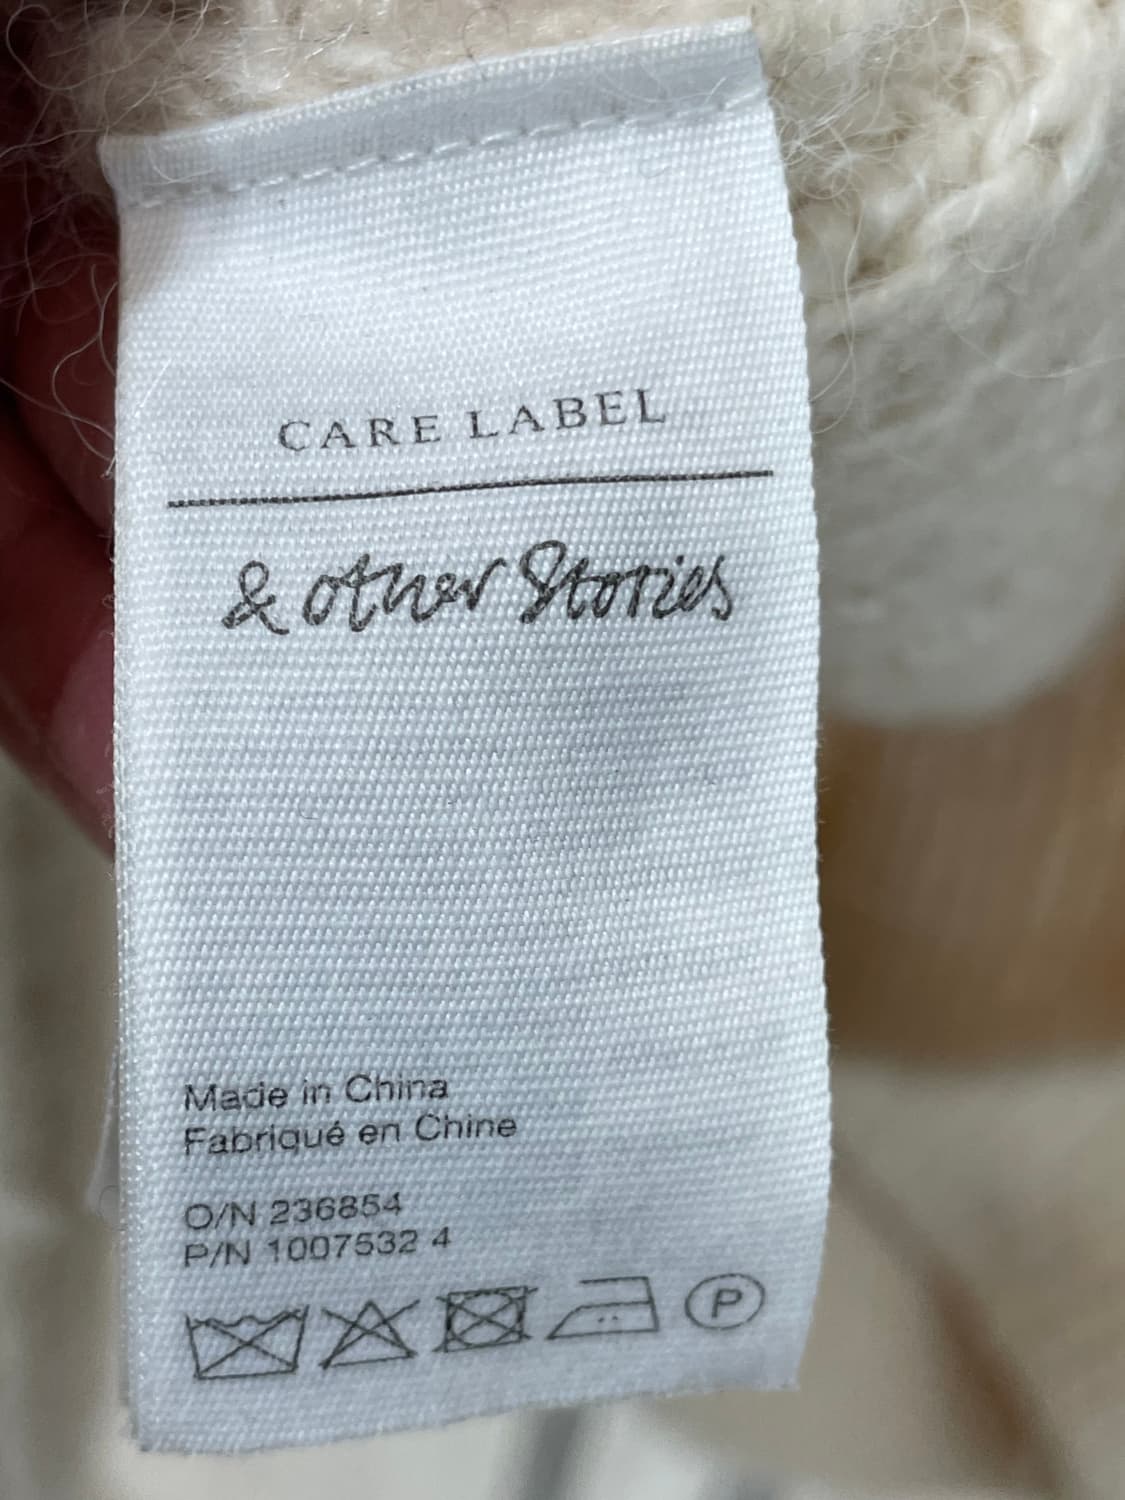 CARE LABEL
& other Stories
Made in China
Fabriqué en Chine
O/N 236854
P/N 1007532 4
P